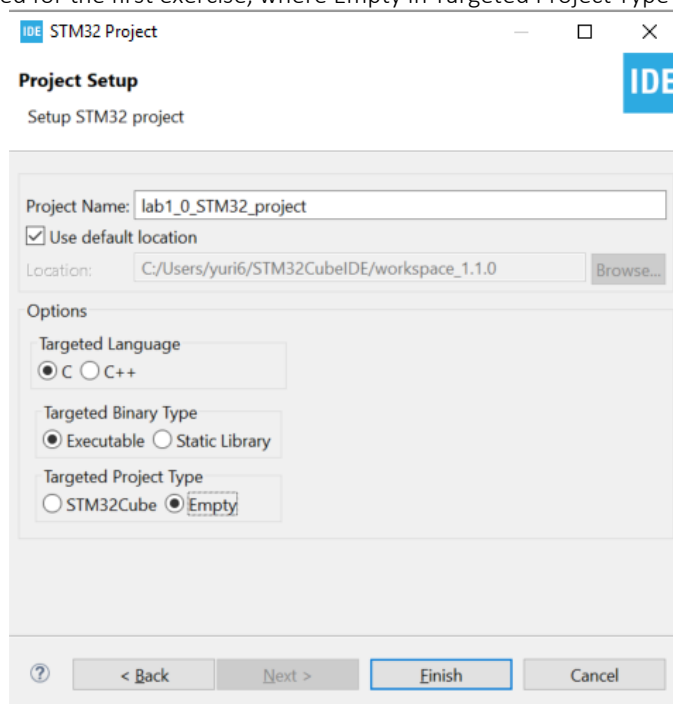 ed for the first exercise, where Empty in Targeted Project Type
IDE STM32 Project
Project Setup
IDE
Setup STM32 project
Project Name: lab1_0_STM32_project
Use default location
Location: C:/Users/yuri6/STM32CubeIDE/workspace_1.1.0 Browse...
Options
Targeted Language
C C++
Targeted Binary Type
Executable Static Library
Targeted Project Type
STM32Cube Empty
? < Back Next > Finish Cancel